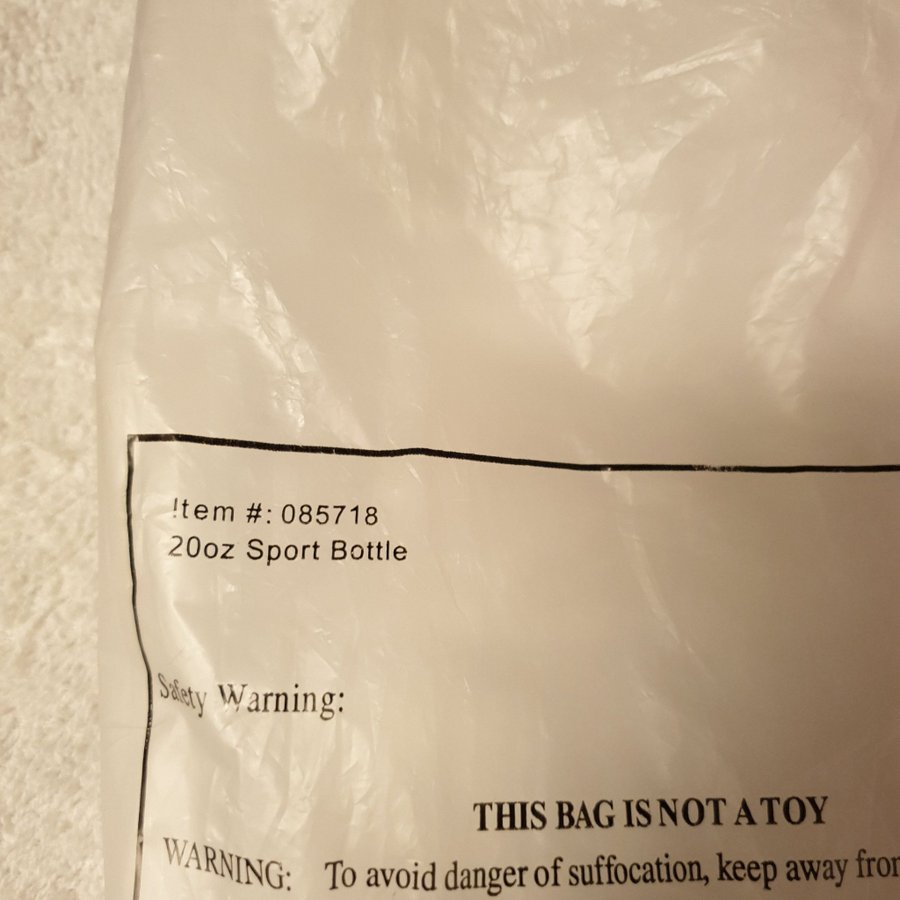 Item #: 085718
20oz Sport Bottle
Safety Warning:
THIS BAG IS NOT A TOY
WARNING: To avoid danger of suffocation, keep away